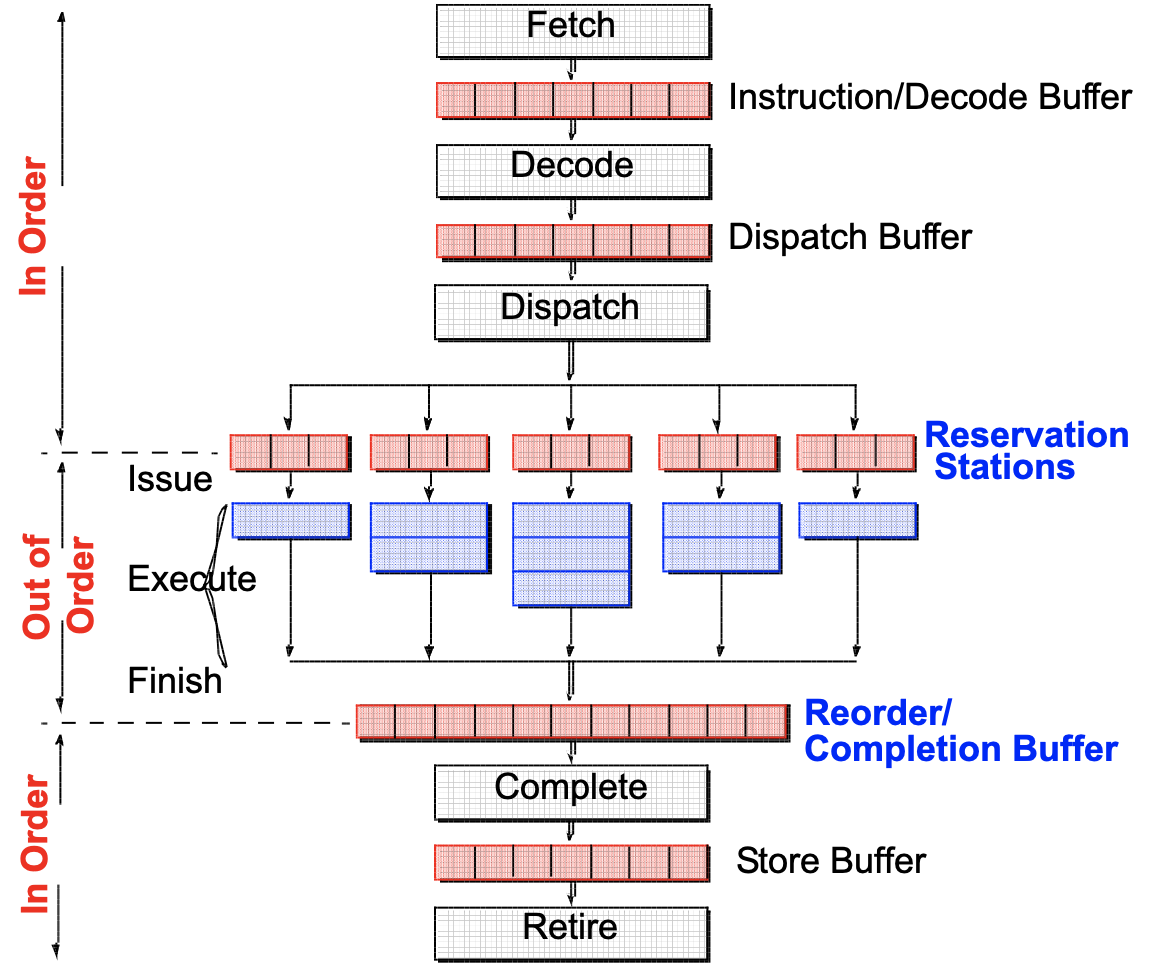 Fetch
Instruction/Decode Buffer
Decode
Dispatch Buffer
Dispatch
In Order
Reservation
Stations
Issue
Execute
Out of
Order
Finish
Reorder/
Completion Buffer
Complete
In Order
Store Buffer
Retire